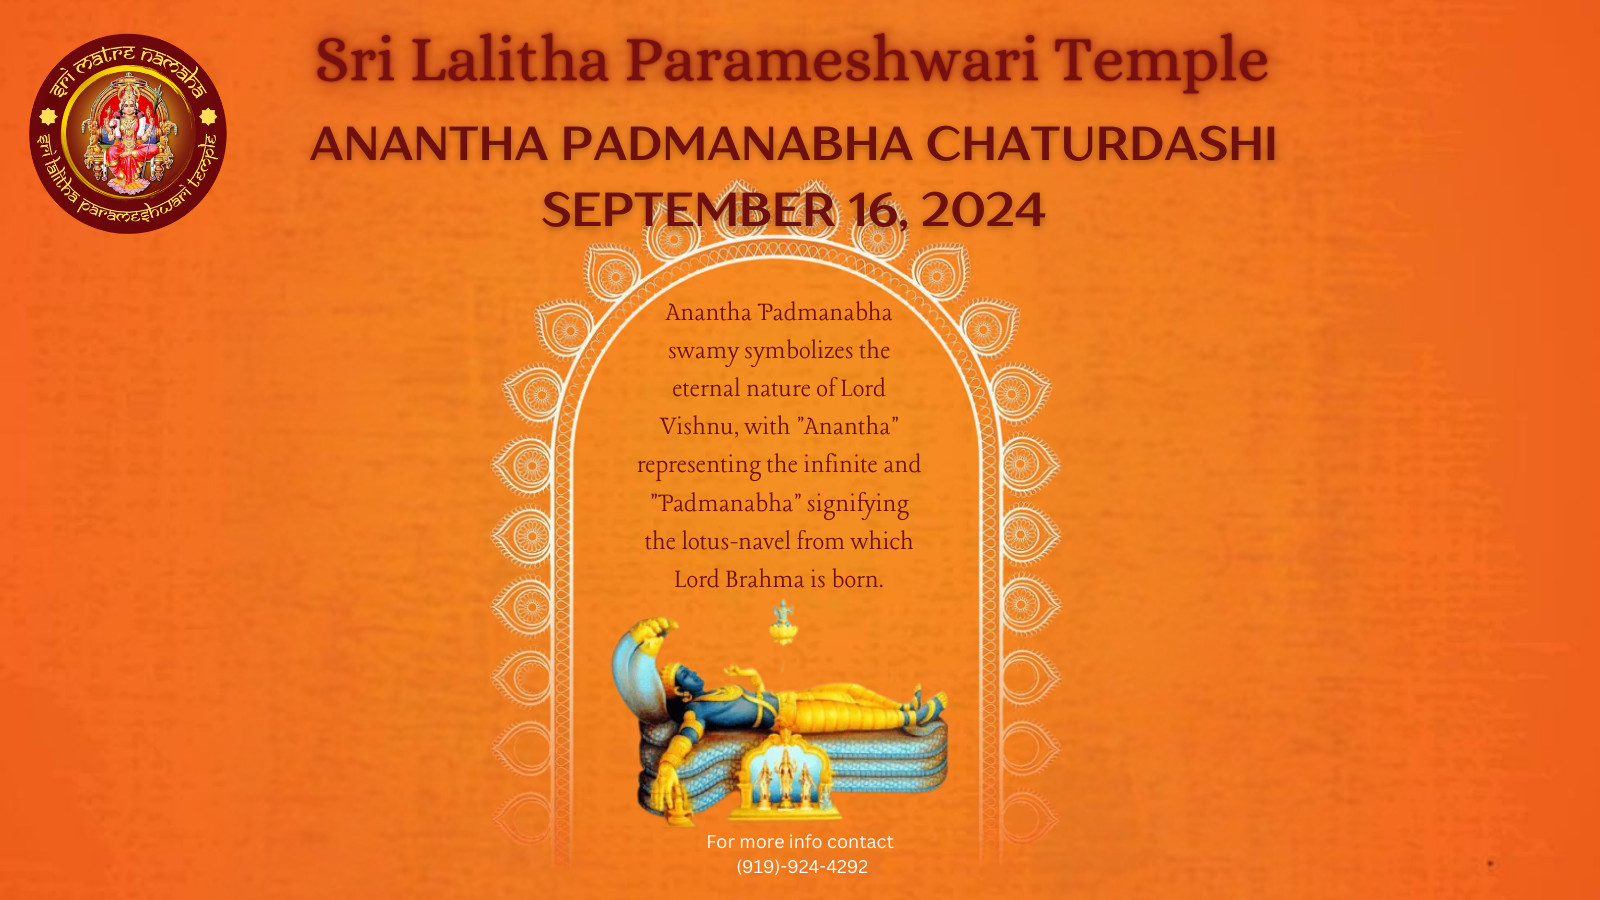 sri matre namaha
sri lalitha parameshwari temple
Sri Lalitha Parameshwari Temple
ANANTHA PADMANABHA CHATURDASHI
SEPTEMBER 16, 2024
Anantha Padmanabha
swamy symbolizes the
eternal nature of Lord
Vishnu, with "Anantha"
representing the infinite and
"Padmanabha" signifying
the lotus-navel from which
Lord Brahma is born.
For more info contact
(919)-924-4292